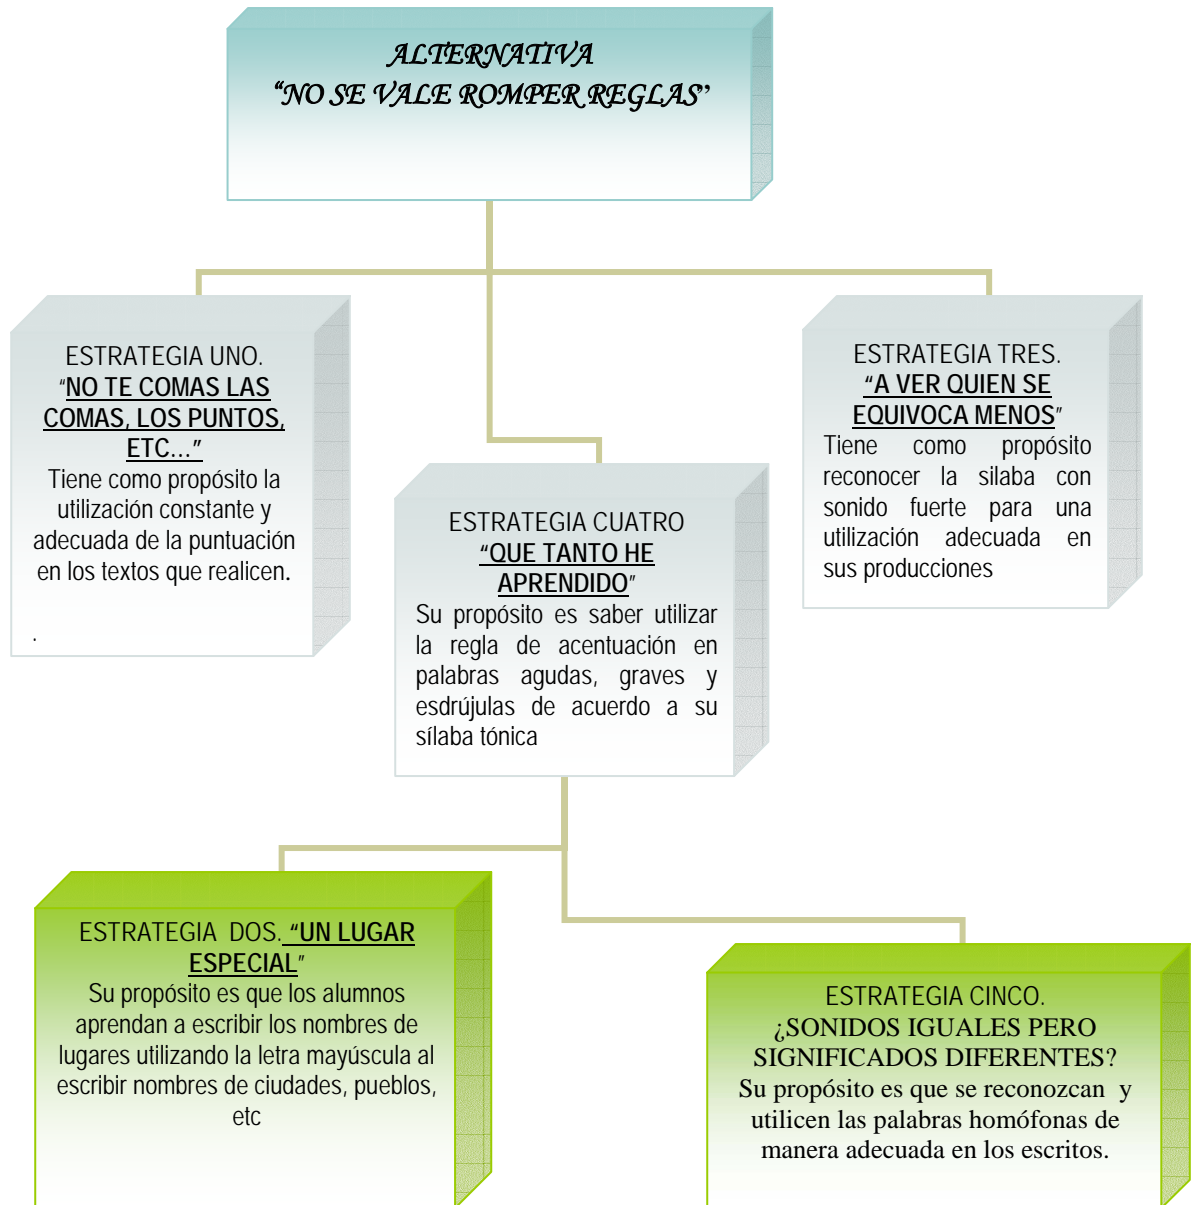 ALTERNATIVA
“NO SE VALE ROMPER REGLAS”
ESTRATEGIA UNO.
“NO TE COMAS LAS
COMAS, LOS PUNTOS,
ETC…”
Tiene como propósito la
utilización constante y
adecuada de la puntuación
en los textos que realicen.
.
ESTRATEGIA TRES.
“A VER QUIEN SE
EQUIVOCA MENOS”
Tiene como propósito
reconocer la silaba con
sonido fuerte para una
utilización adecuada en
sus producciones
ESTRATEGIA CUATRO
“QUE TANTO HE
APRENDIDO”
Su propósito es saber utilizar
la regla de acentuación en
palabras agudas, graves y
esdrújulas de acuerdo a su
sílaba tónica
ESTRATEGIA DOS. “UN LUGAR
ESPECIAL”
Su propósito es que los alumnos
aprendan a escribir los nombres de
lugares utilizando la letra mayúscula al
escribir nombres de ciudades, pueblos,
etc
ESTRATEGIA CINCO.
¿SONIDOS IGUALES PERO
SIGNIFICADOS DIFERENTES?
Su propósito es que se reconozcan y
utilicen las palabras homófonas de
manera adecuada en los escritos.